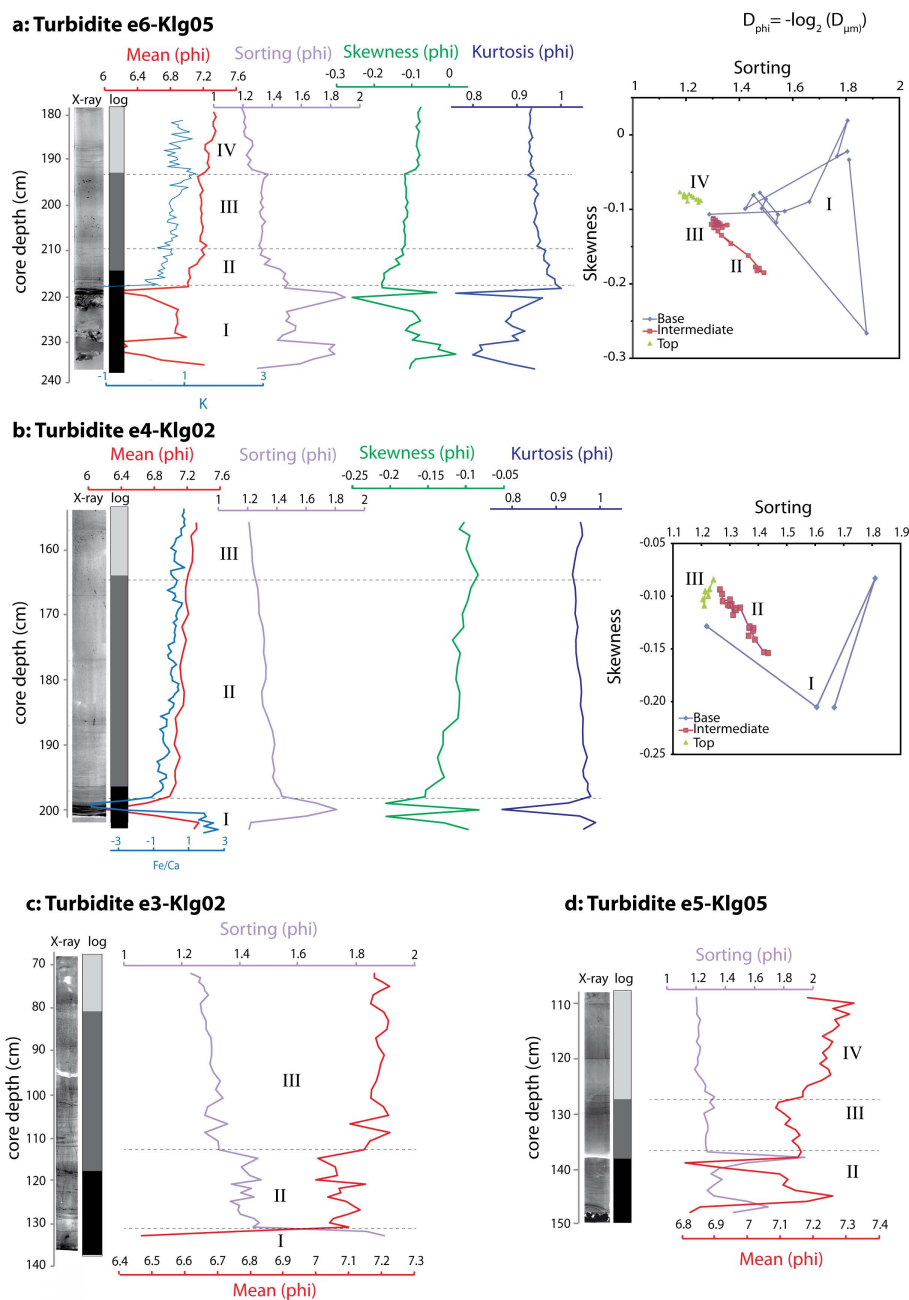 a: Turbidite e6-Klg05
D phi = -log2 (D μm))
Mean (phi) Sorting (phi) Skewness (phi) Kurtosis (phi)
6 6.4 6.8 7.2 7.6
1 1.2 1.4 1.6 1.8 2
-0.3 -0.2 -0.1 0
0.8 0.9 1
X-ray log
core depth (cm)
180
190
200
210
220
230
240
IV
III
II
I
-1 1 3
K
Sorting
1 1.2 1.4 1.6 1.8 2
Skewness
0
-0.1
-0.2
-0.3
IV
III
II
I
Base
Intermediate
Top
b: Turbidite e4-Klg02
Mean (phi) Sorting (phi) Skewness (phi) Kurtosis (phi)
6 6.4 6.8 7.2 7.6
1 1.2 1.4 1.6 1.8 2
-0.25 -0.2 -0.15 -0.1 -0.05
0.8 0.9 1
X-ray log
core depth (cm)
160
170
180
190
200
III
II
I
-3 -1 1 3
Fe/Ca
Sorting
1.1 1.2 1.3 1.4 1.5 1.6 1.7 1.8 1.9
Skewness
-0.05
-0.10
-0.15
-0.20
-0.25
III
II
I
Base
Intermediate
Top
c: Turbidite e3-Klg02
Sorting (phi)
1 1.2 1.4 1.6 1.8 2
X-ray log
core depth (cm)
70
80
90
100
110
120
130
140
III
II
I
6.4 6.5 6.6 6.7 6.8 6.9 7 7.1 7.2 7.3
Mean (phi)
d: Turbidite e5-Klg05
Sorting (phi)
1 1.2 1.4 1.6 1.8 2
X-ray log
core depth (cm)
110
120
130
140
150
IV
III
II
6.8 6.9 7 7.1 7.2 7.3 7.4
Mean (phi)